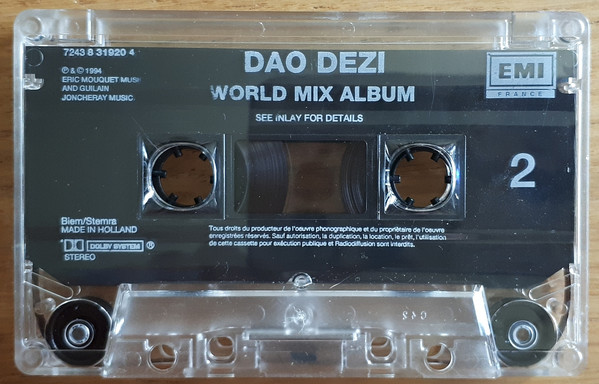 7243 8 31920 4
DAO DEZI
EMI
FRANCE
℗ & © 1994
ERIC MOUQUET MUSIC
AND GUILAIN
JONCHERAY MUSIC
WORLD MIX ALBUM
SEE INLAY FOR DETAILS
2
Biem/Stemra
MADE IN HOLLAND
DOLBY SYSTEM ®
STEREO
Tous droits du producteur de l'oeuvre phonographique et du propriétaire de l'oeuvre
enregistrées réservés. Sauf autorisation, la duplication, la location, le prêt, l'utilisation
de cette cassette pour exécution publique et Radiodiffusion sont interdits.